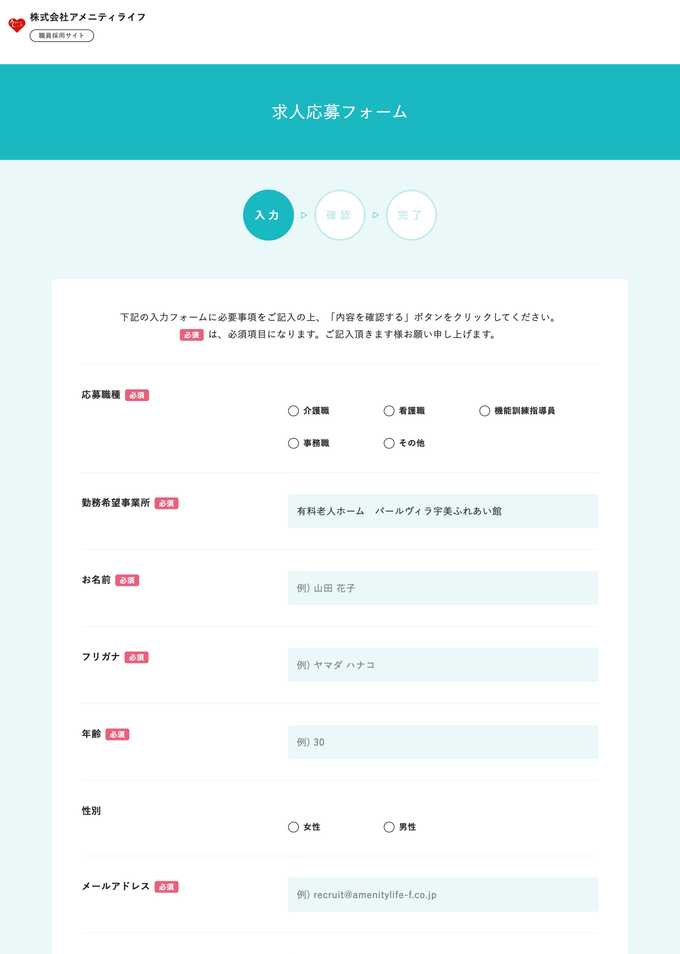 株式会社アメニティライフ
職員採用サイト
求人応募フォーム
入力
確認
完了
下記の入力フォームに必要事項をご記入の上、「内容を確認する」ボタンをクリックしてください。
必須 は、必須項目になります。ご記入頂きます様お願い申し上げます。
応募職種 必須
介護職 看護職 機能訓練指導員
事務職 その他
勤務希望事業所 必須
有料老人ホーム　パールヴィラ宇美ふれあい館
お名前 必須
例) 山田 花子
フリガナ 必須
例) ヤマダ ハナコ
年齢 必須
例) 30
性別
女性 男性
メールアドレス 必須
例) recruit@amenitylife-f.co.jp